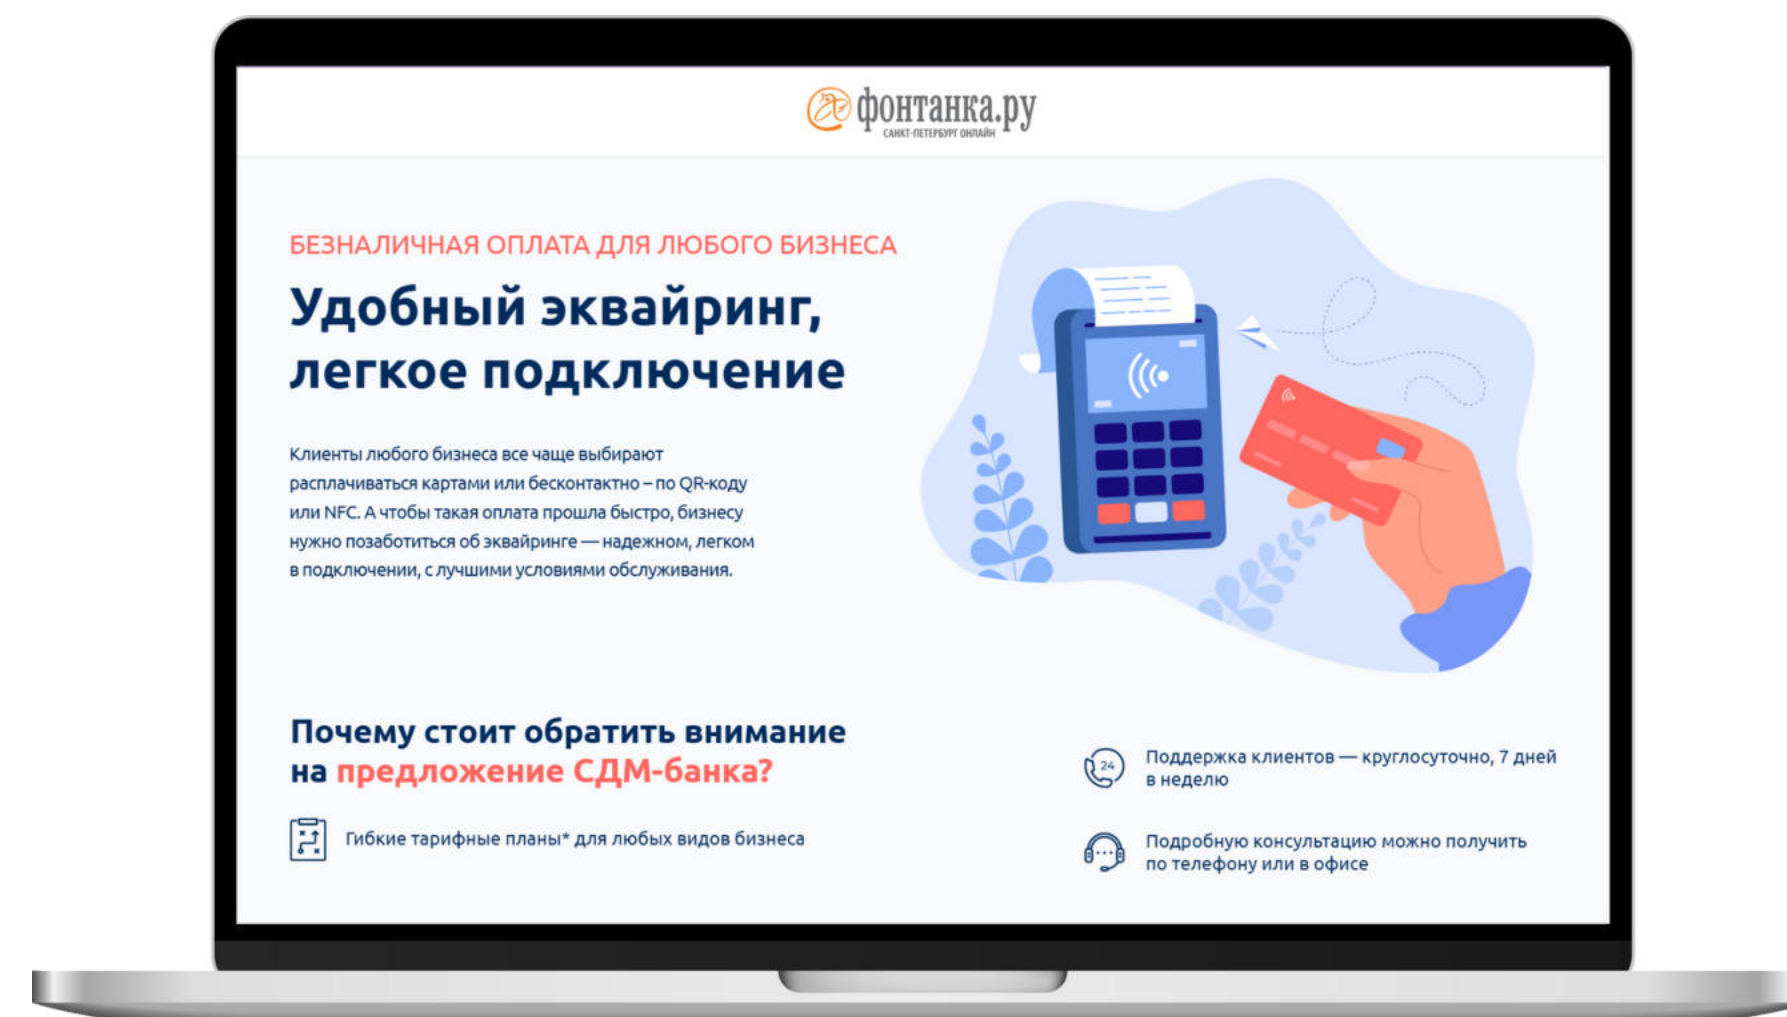 фонтанка.ру
САНКТ-ПЕТЕРБУРГ ОНЛАЙН
БЕЗНАЛИЧНАЯ ОПЛАТА ДЛЯ ЛЮБОГО БИЗНЕСА
Удобный эквайринг,
легкое подключение
Клиенты любого бизнеса все чаще выбирают
расплачиваться картами или бесконтактно – по QR-коду
или NFC. А чтобы такая оплата прошла быстро, бизнесу
нужно позаботиться об эквайринге — надежном, легком
в подключении, с лучшими условиями обслуживания.
Почему стоит обратить внимание
на предложение СДМ-банка?
Гибкие тарифные планы* для любых видов бизнеса
24
Поддержка клиентов — круглосуточно, 7 дней
в неделю
Подробную консультацию можно получить
по телефону или в офисе